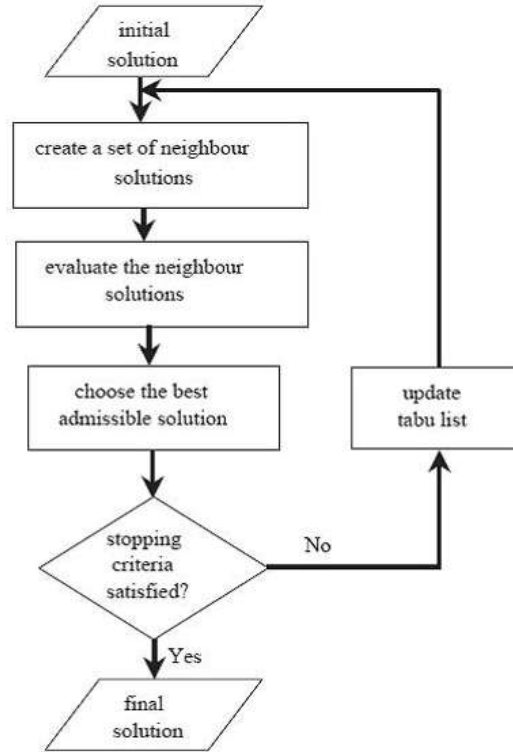 initial
solution
create a set of neighbour
solutions
evaluate the neighbour
solutions
choose the best
admissible solution
update
tabu list
stopping
criteria
satisfied?
No
Yes
final
solution